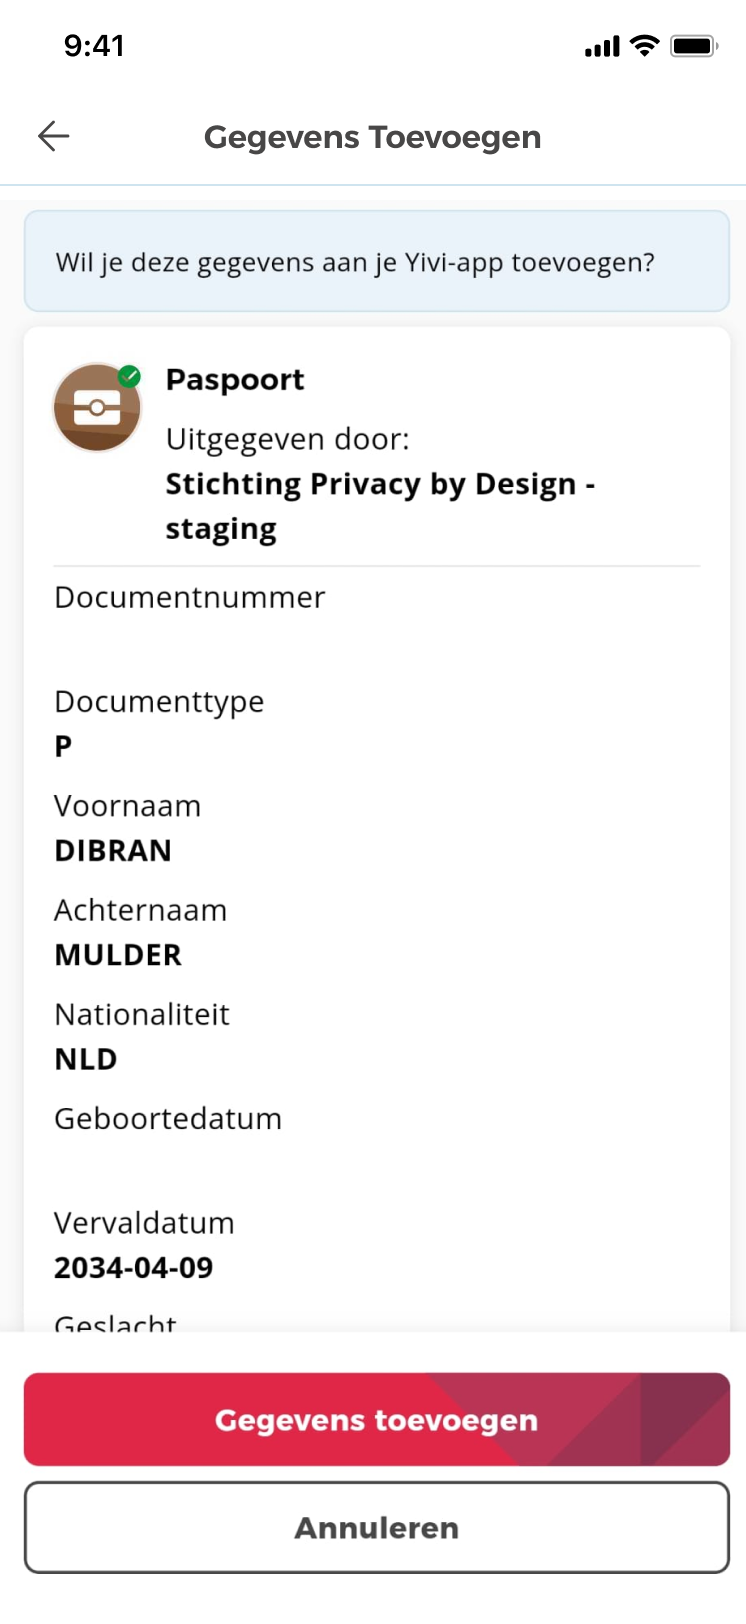 9:41
Gegevens Toevoegen
Wil je deze gegevens aan je Yivi-app toevoegen?
Paspoort
Uitgegeven door:
Stichting Privacy by Design -
staging
Documentnummer
Documenttype
P
Voornaam
DIBRAN
Achternaam
MULDER
Nationaliteit
NLD
Geboortedatum
Vervaldatum
2034-04-09
Geslacht
Gegevens toevoegen
Annuleren